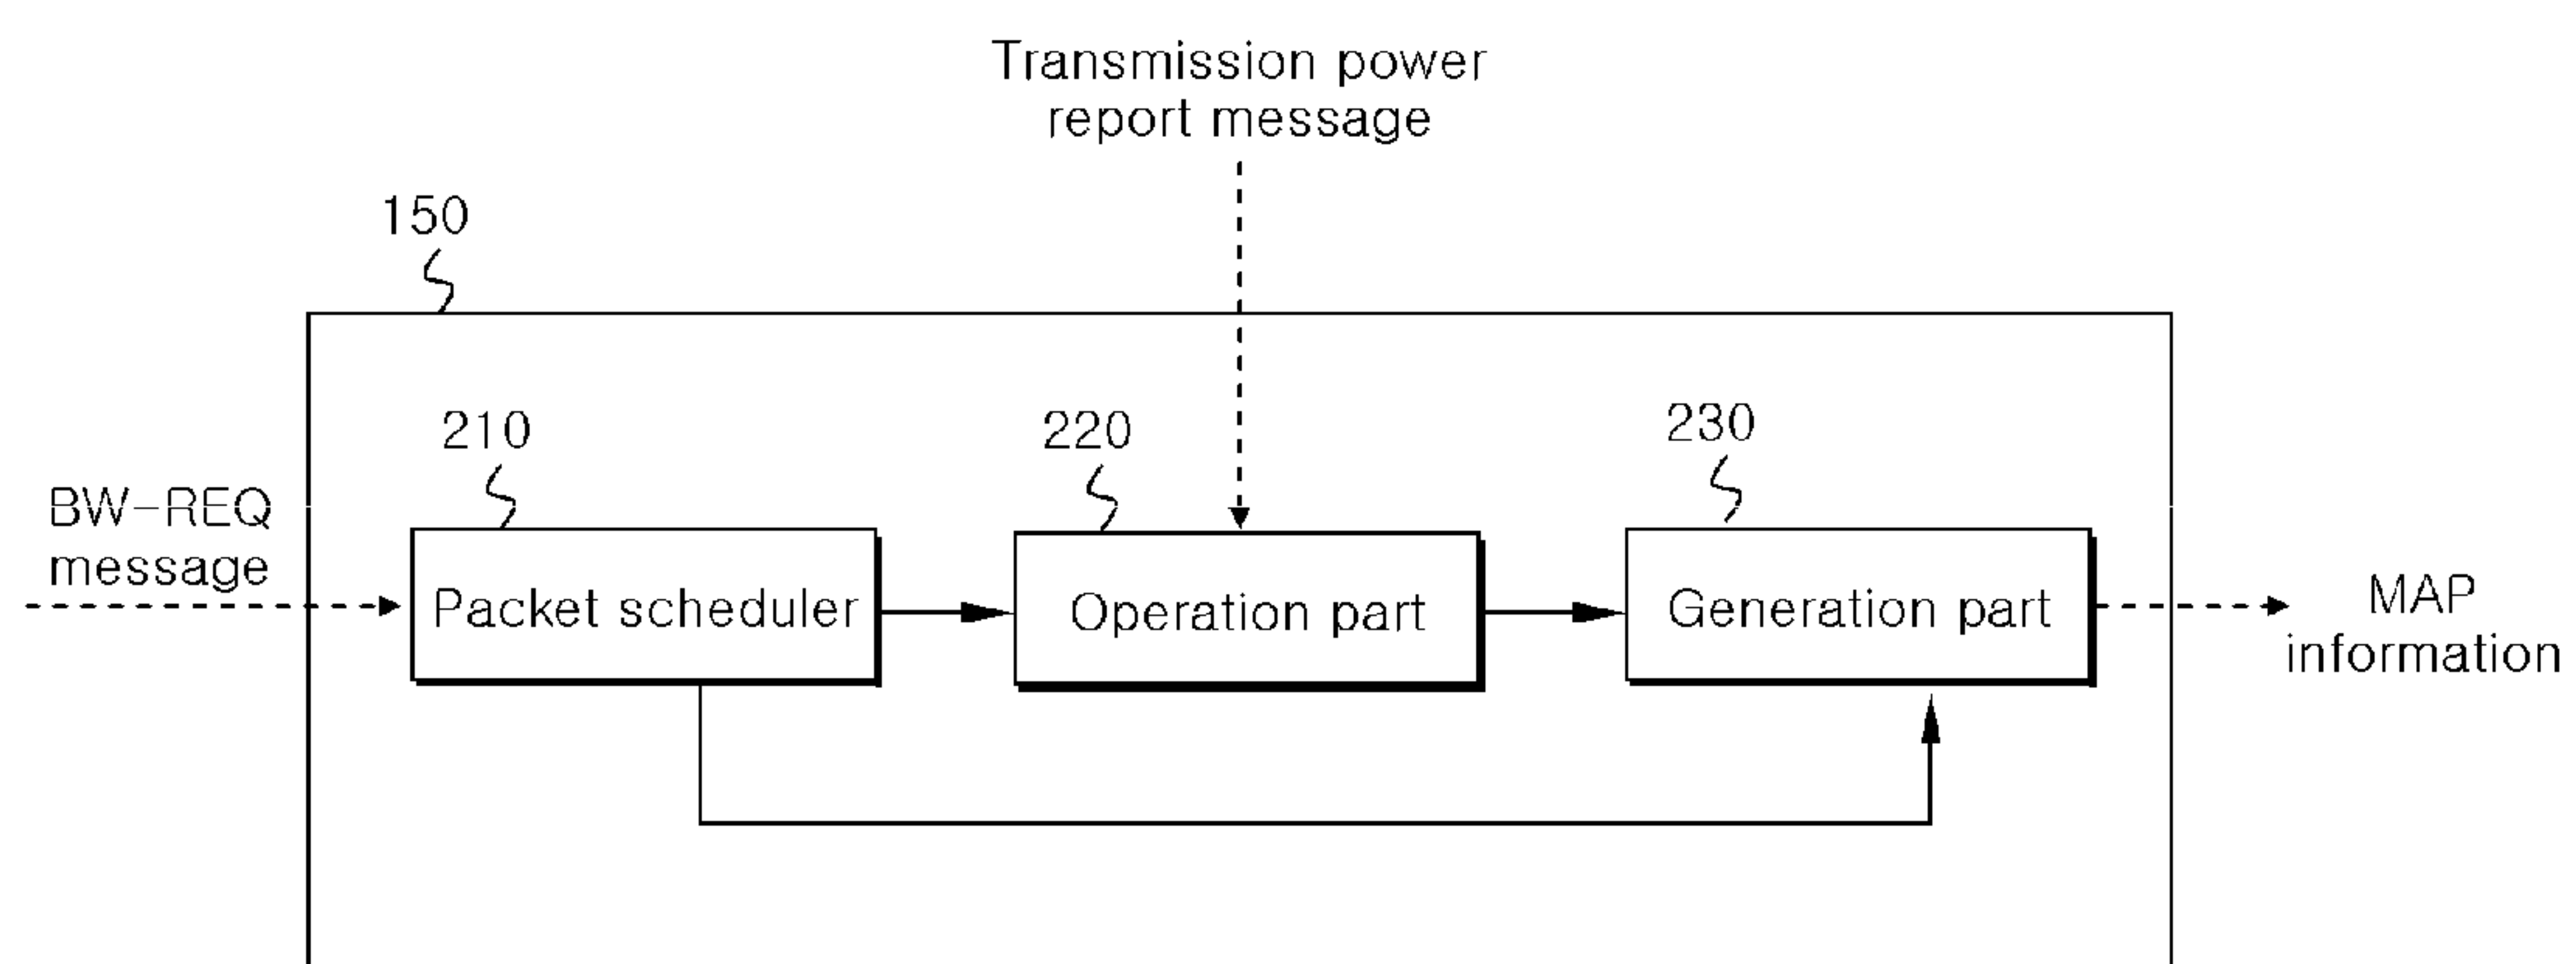 Transmission power
report message
150
210
220
230
BW-REQ
message
Packet scheduler
Operation part
Generation part
MAP
information